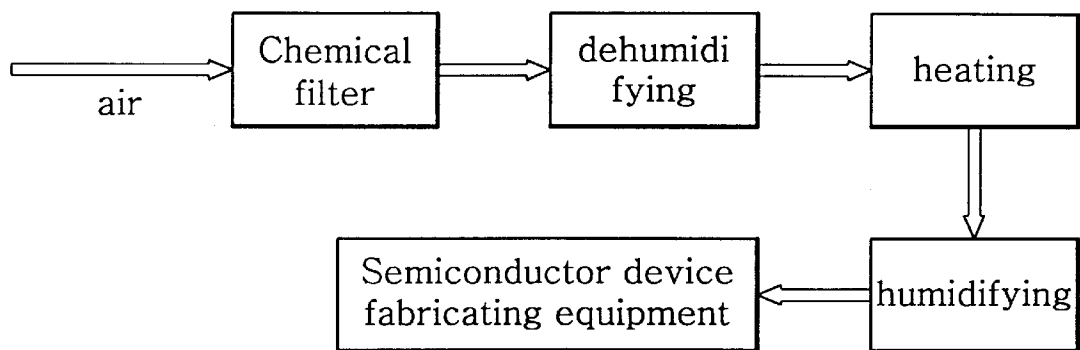 air
Chemical
filter
dehumidi
fying
heating
humidifying
Semiconductor device
fabricating equipment